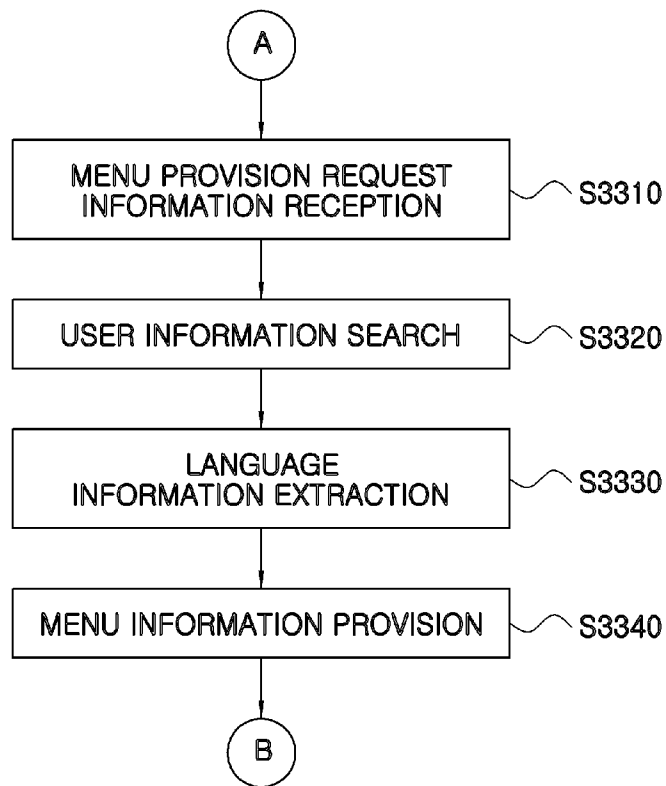 A
MENU PROVISION REQUEST
INFORMATION RECEPTION
S3310
USER INFORMATION SEARCH
S3320
LANGUAGE
INFORMATION EXTRACTION
S3330
MENU INFORMATION PROVISION
S3340
B